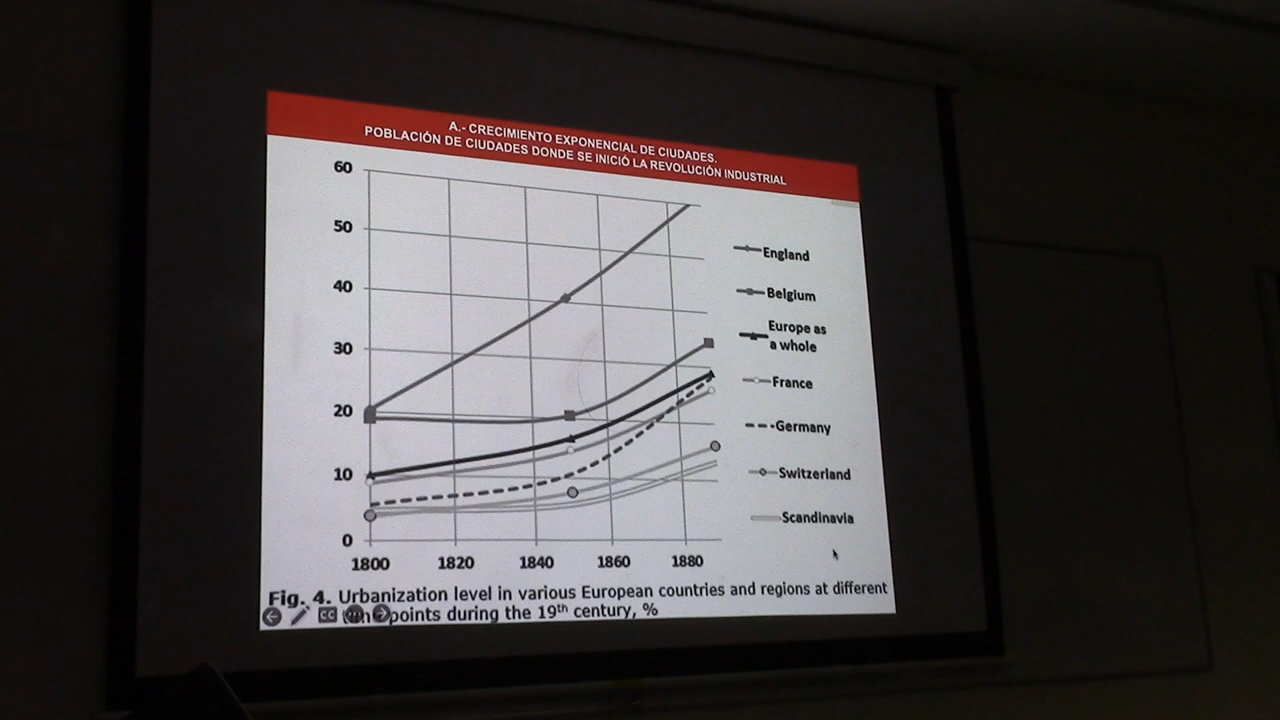 A.- CRECIMIENTO EXPONENCIAL DE CIUDADES.
POBLACIÓN DE CIUDADES DONDE SE INICIÓ LA REVOLUCIÓN INDUSTRIAL
60
50
40
30
20
10
0
1800 1820 1840 1860 1880
England
Belgium
Europe as
a whole
France
Germany
Switzerland
Scandinavia
Fig. 4. Urbanization level in various European countries and regions at different
points during the 19th century, %
CC